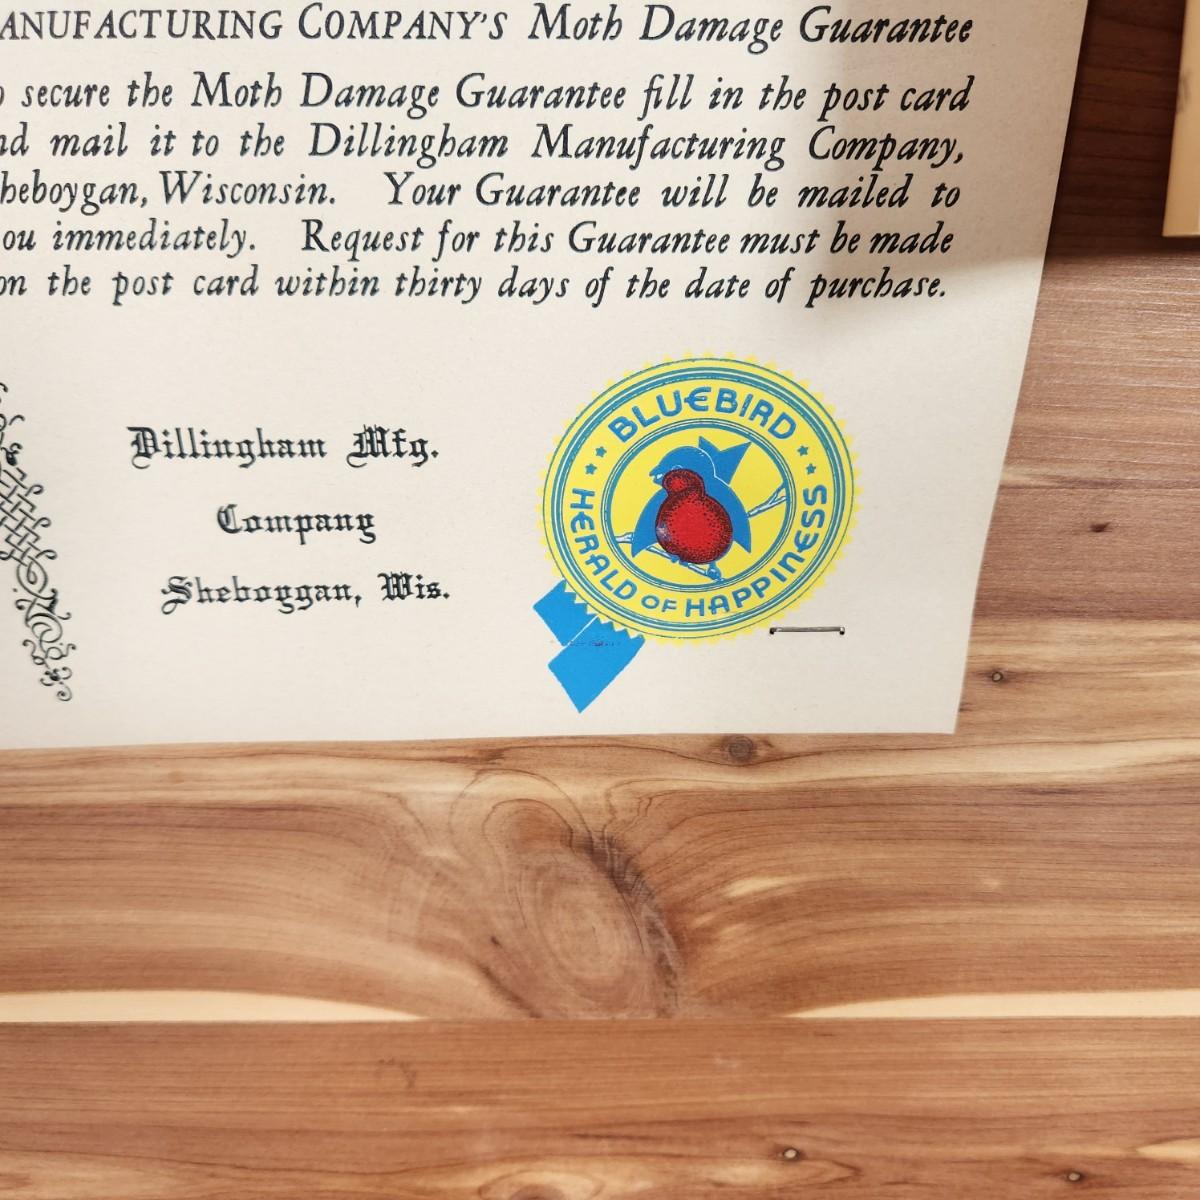 ANUFACTURING COMPANY'S Moth Damage Guarantee
secure the Moth Damage Guarantee fill in the post card
nd mail it to the Dillingham Manufacturing Company,
heboygan, Wisconsin. Your Guarantee will be mailed to
ou immediately. Request for this Guarantee must be made
on the post card within thirty days of the date of purchase.
Dillingham Mfg.
Company
Sheboygan, Wis.
BLUEBIRD
HERALD OF HAPPINESS